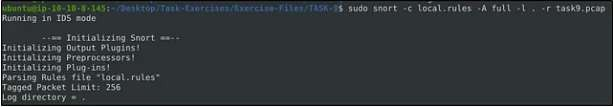 ubuntu@ip-10-10-8-145:~/Desktop/Task-Exercises/Exercise-Files/TASK-9$ sudo snort -c local.rules -A full -l . -r task9.pcap
Running in IDS mode
--== Initializing Snort ==--
Initializing Output Plugins!
Initializing Preprocessors!
Initializing Plug-ins!
Parsing Rules file "local.rules"
Tagged Packet Limit: 256
Log directory = .